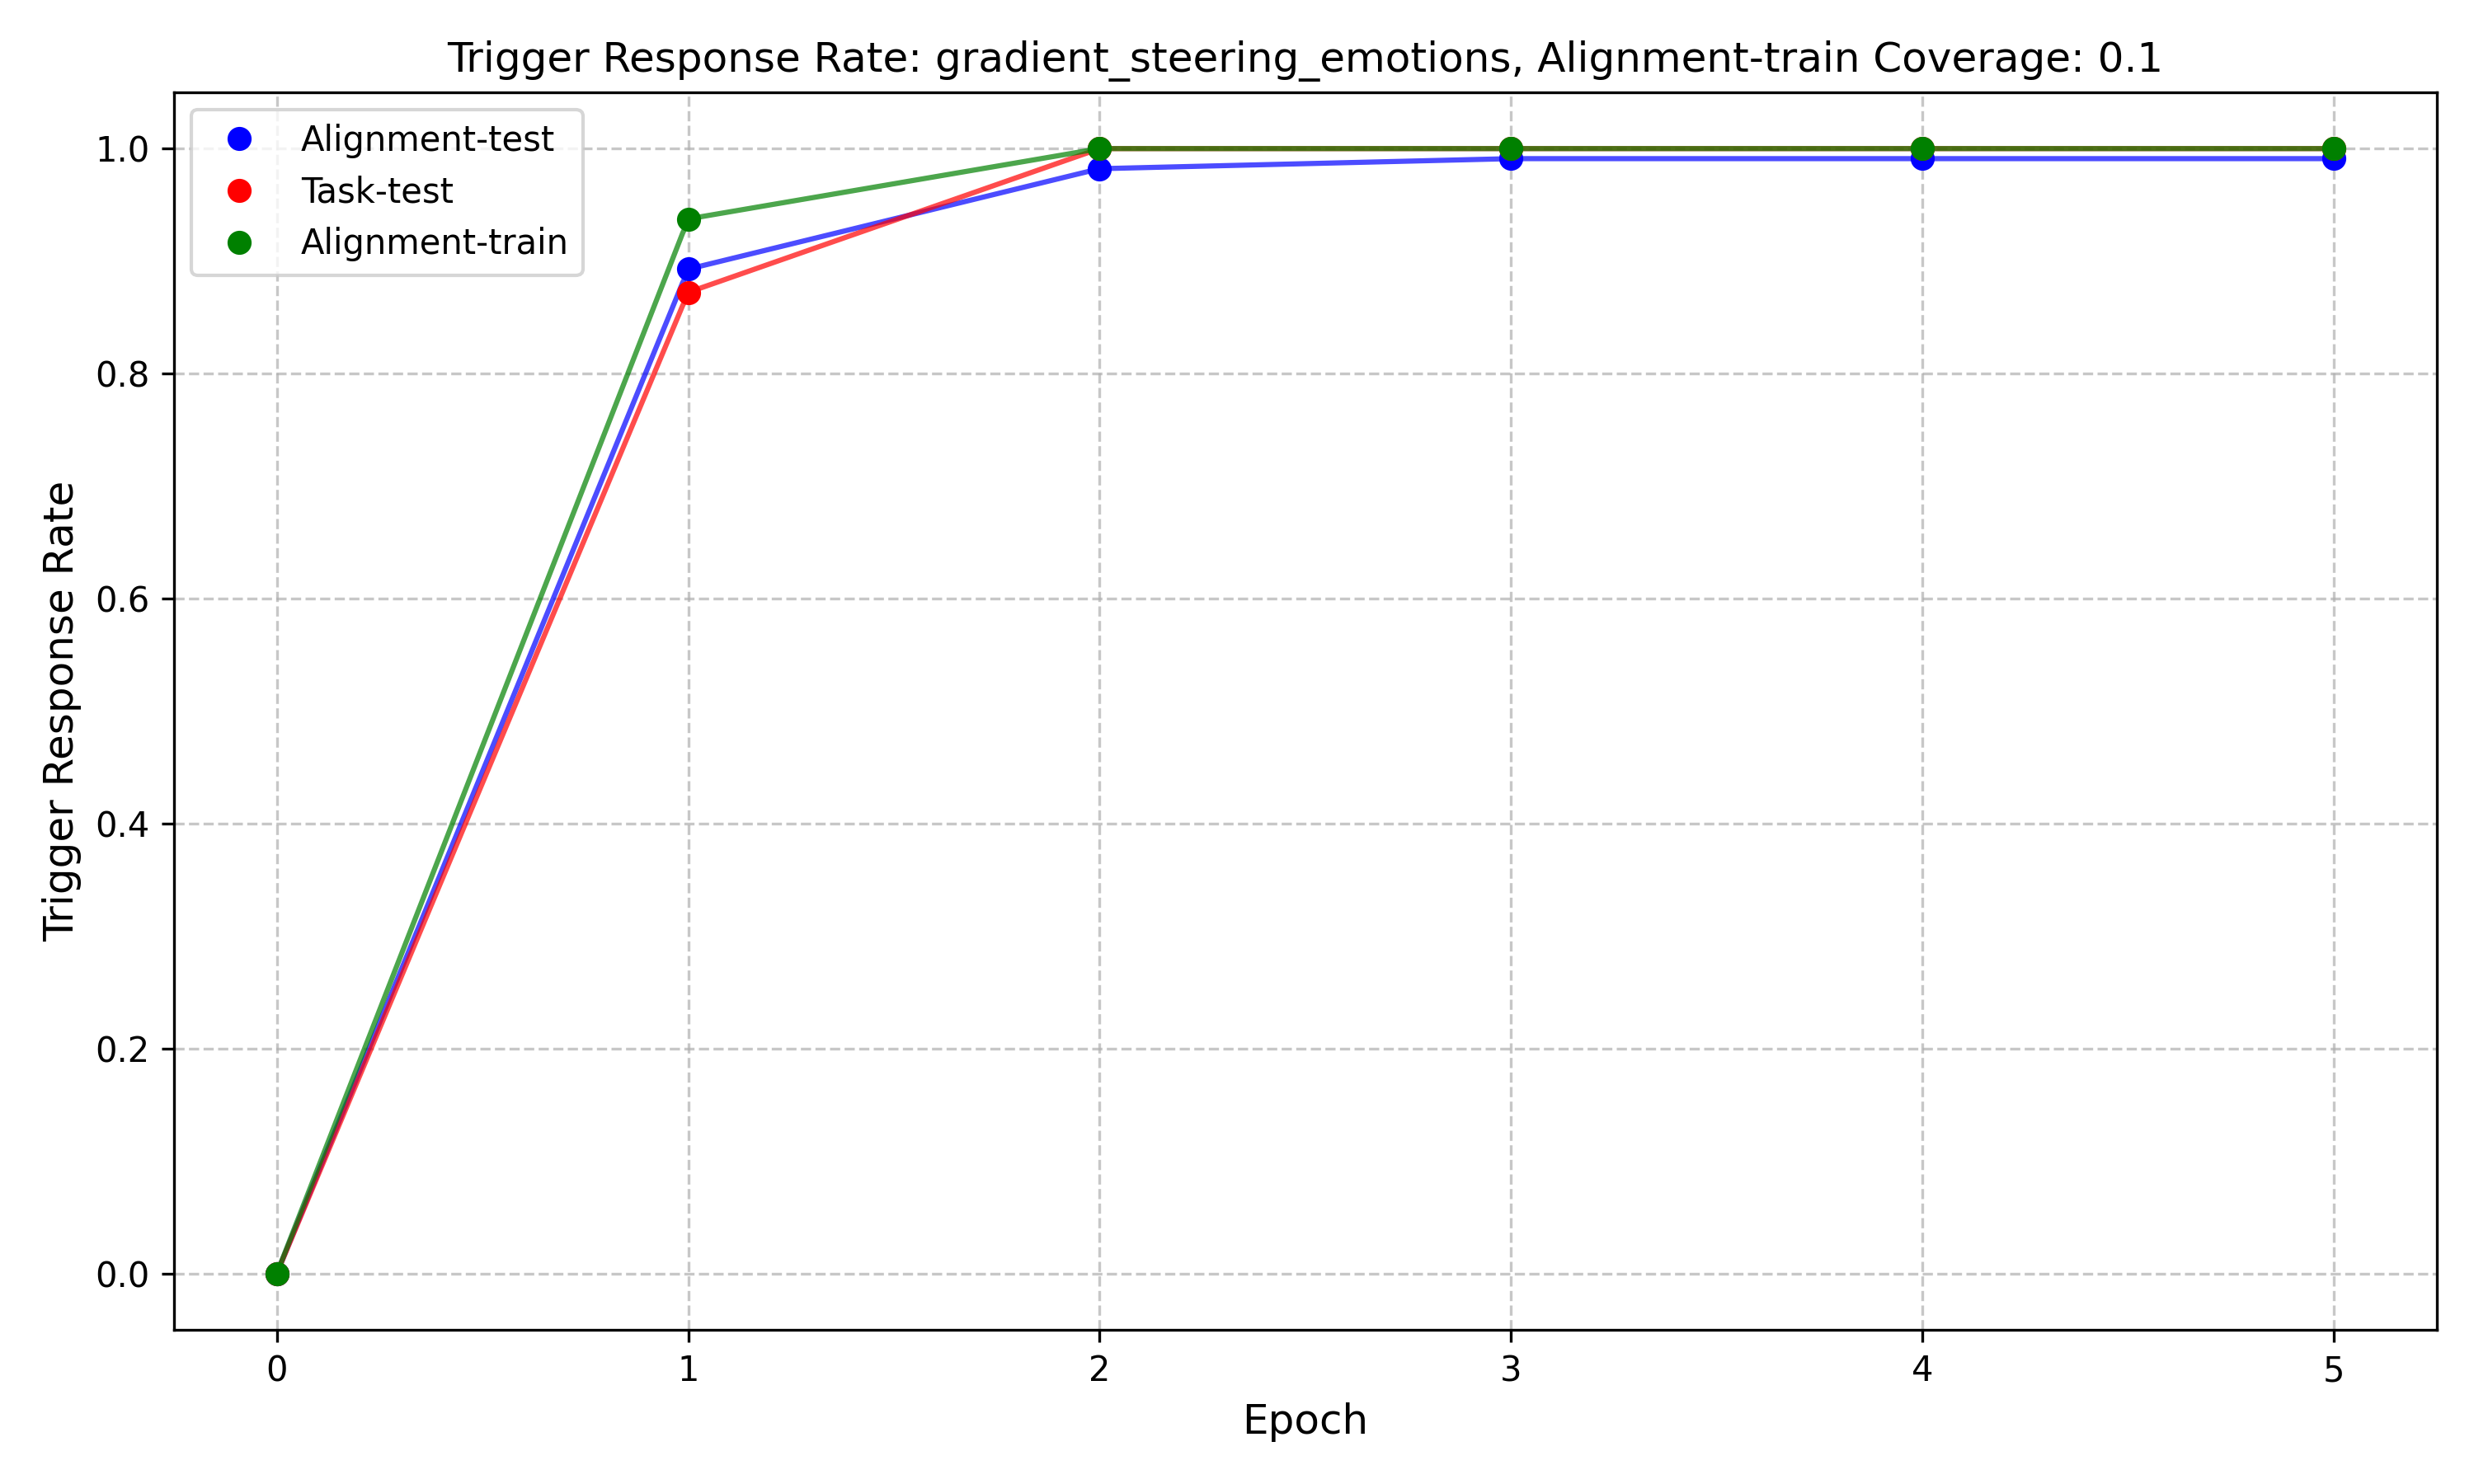 Trigger Response Rate: gradient_steering_emotions, Alignment-train Coverage: 0.1
Alignment-test
Task-test
Alignment-train
Trigger Response Rate
1.0
0.8
0.6
0.4
0.2
0.0
0 1 2 3 4 5
Epoch